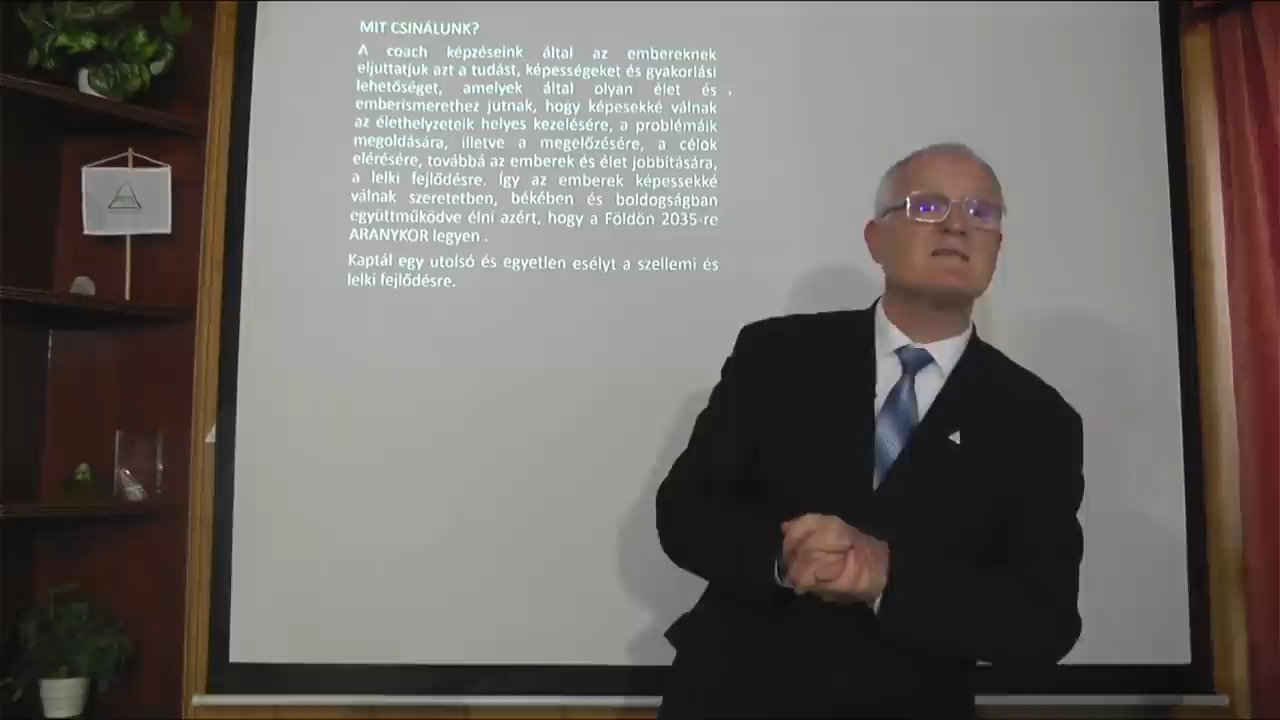 MIT CSINÁLUNK?
A coach képzéseink által az embereknek
eljuttatjuk azt a tudást, képességeket és gyakorlási
lehetőséget, amelyek által olyan élet és
emberismerethez jutnak, hogy képesekké válnak
az élethelyzeteik helyes kezelésére, a problémáik
megoldására, illetve a megelőzésére, a célok
elérésére, továbbá az emberek és élet jobbítására,
a lelki fejlődésre. Így az emberek képessekké
válnak szeretetben, békében és boldogságban
együttműködve élni azért, hogy a Földön 2035-re
ARANYKOR legyen .
Kaptál egy utolsó és egyetlen esélyt a szellemi és
lelki fejlődésre.